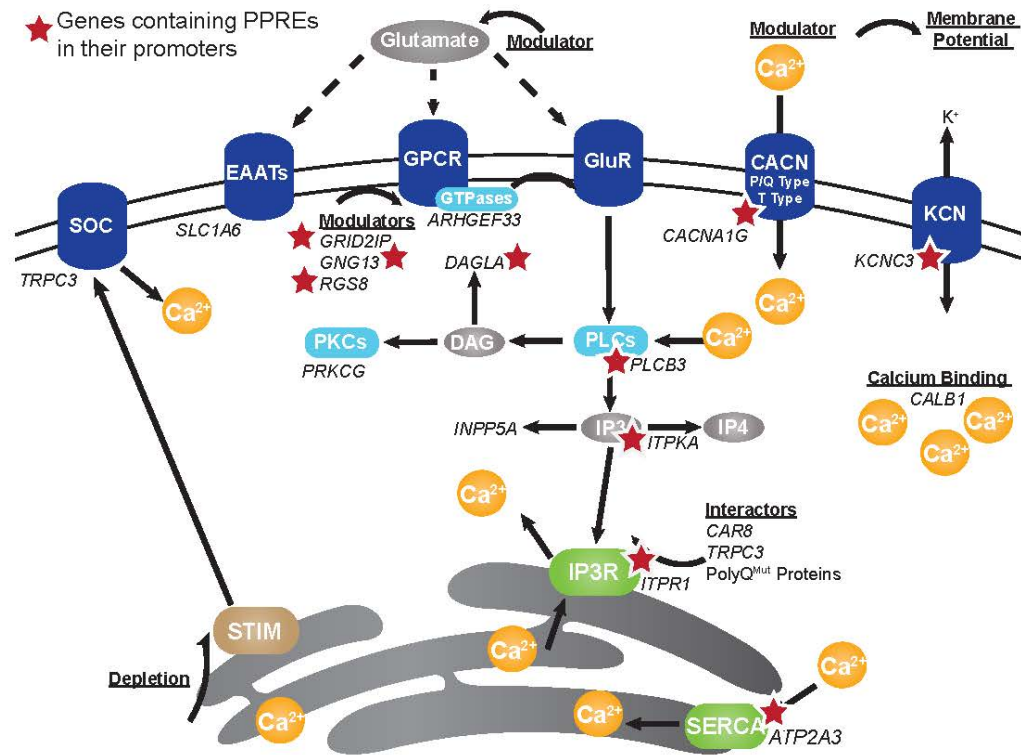 Genes containing PPREs
in their promoters
Glutamate
Modulator
Modulator
Membrane
Potential
Ca2+
K+
EAATs
GPCR
GluR
CACN
P/Q Type
T Type
KCN
SOC
GTPases
SLC1A6
Modulators
ARHGEF33
GRID2IP
GNG13
RGS8
DAGLA
CACNA1G
KCNC3
TRPC3
Ca2+
Ca2+
PKCs
DAG
PLCs
Ca2+
PRKCG
PLCB3
Calcium Binding
CALB1
Ca2+
Ca2+
Ca2+
INPP5A
IP3
ITPKA
IP4
Ca2+
Interactors
CAR8
TRPC3
PolyQMut Proteins
IP3R
ITPR1
STIM
Depletion
Ca2+
Ca2+
Ca2+
Ca2+
SERCA
ATP2A3